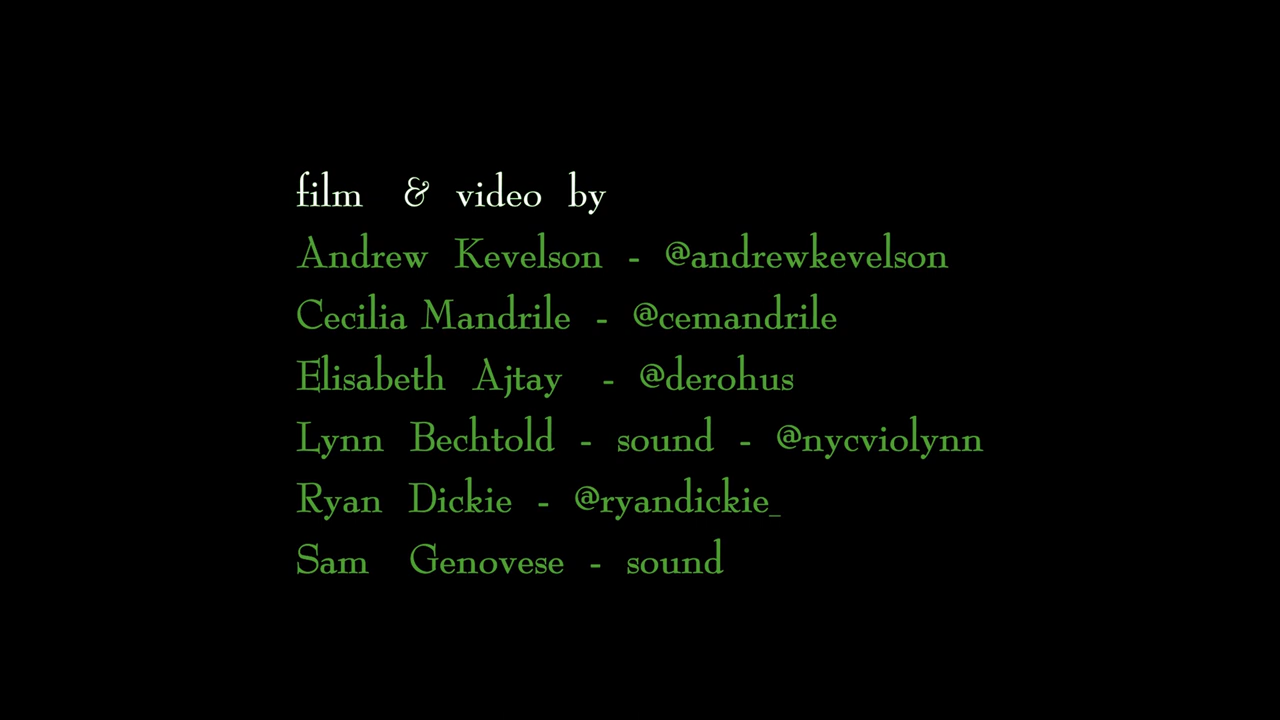 film & video by
Andrew Kevelson - @andrewkevelson
Cecilia Mandrile - @cemandrile
Elisabeth Ajtay - @derohus
Lynn Bechtold - sound - @nycviolynn
Ryan Dickie - @ryandickie_
Sam Genovese - sound